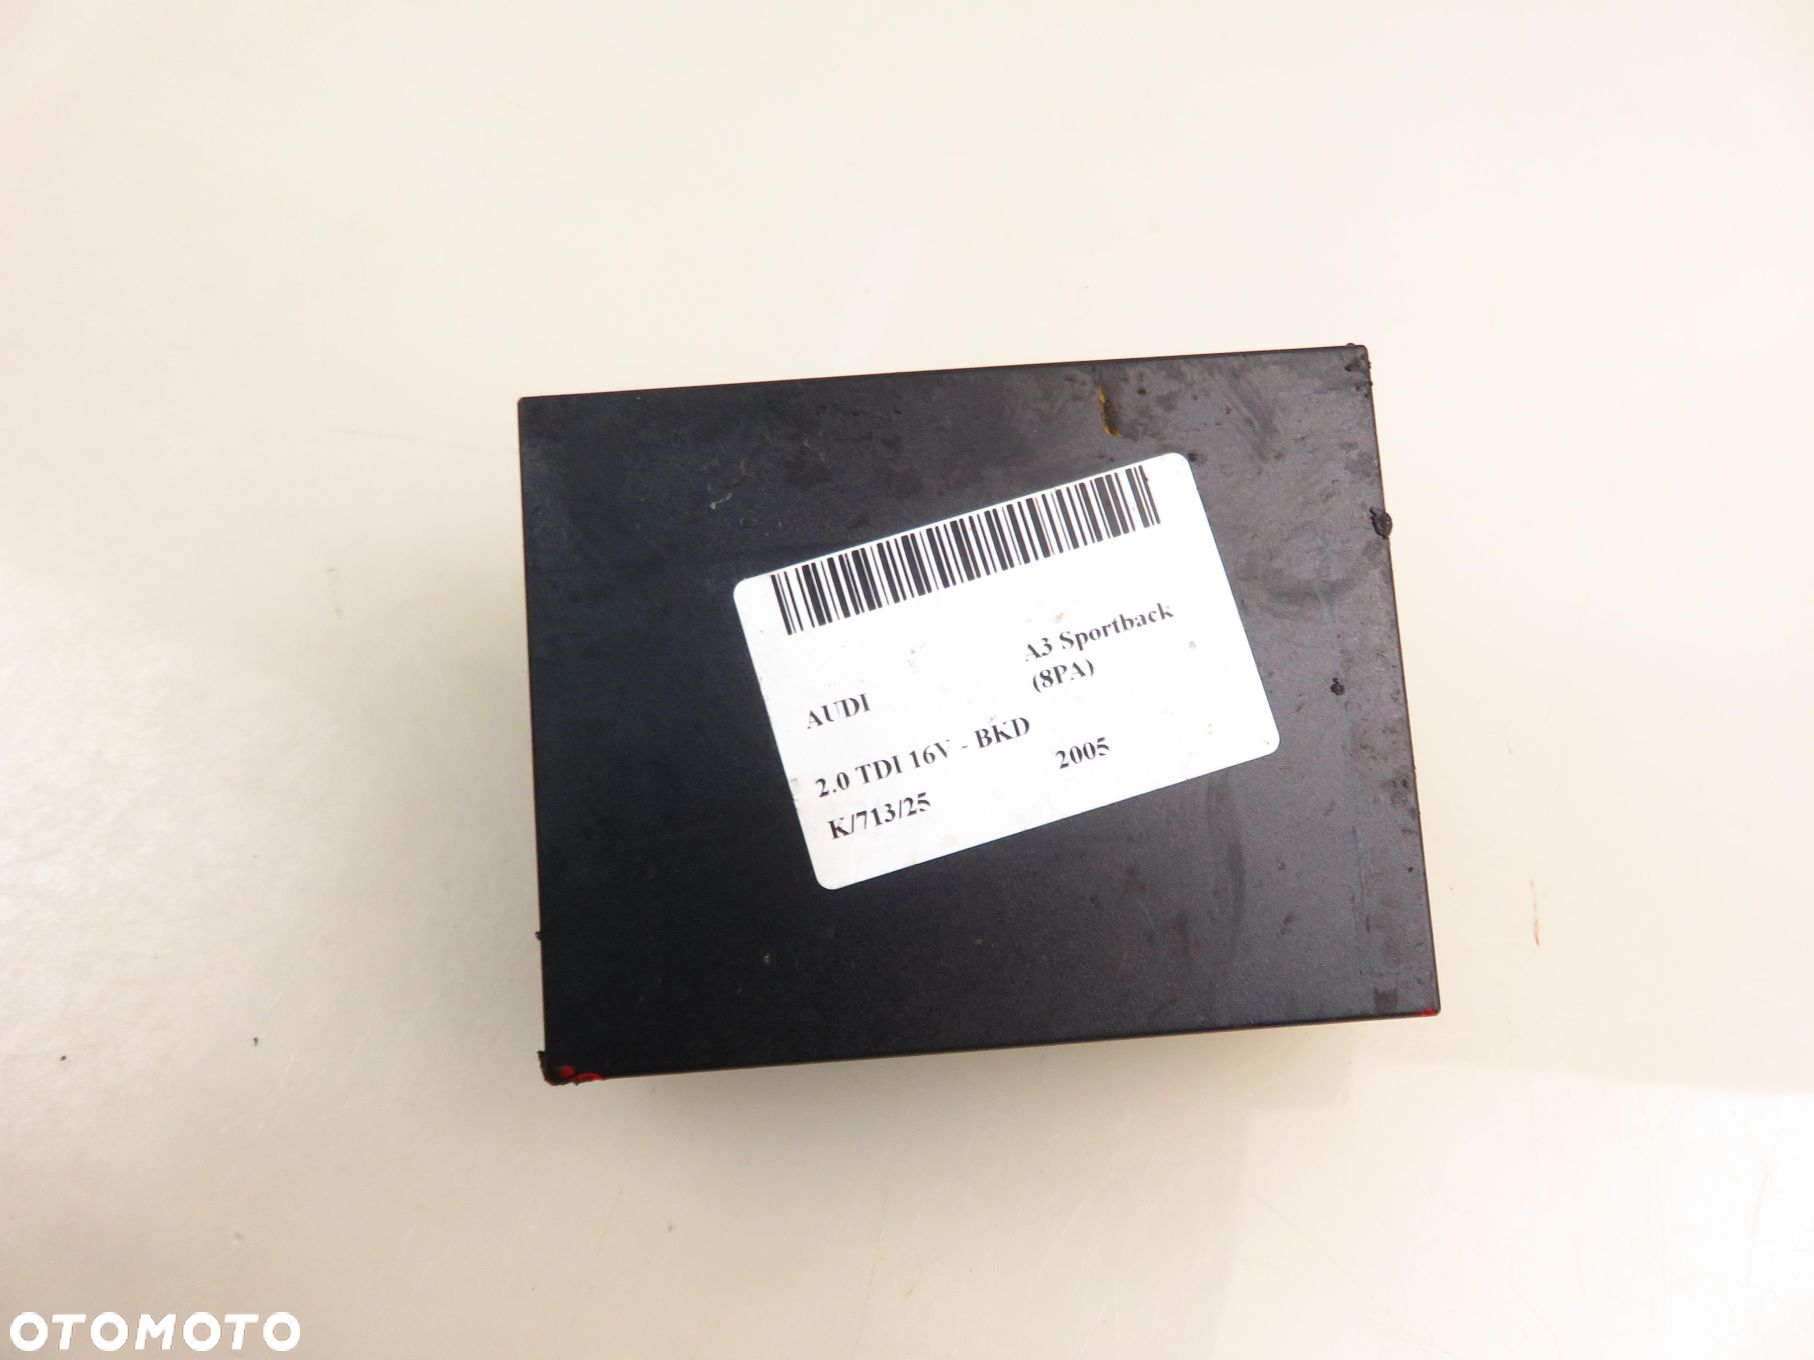 AUDI
A3 Sportback
(8PA)
2.0 TDI 16V - BKD
2005
K/713/25
OTOMOTO